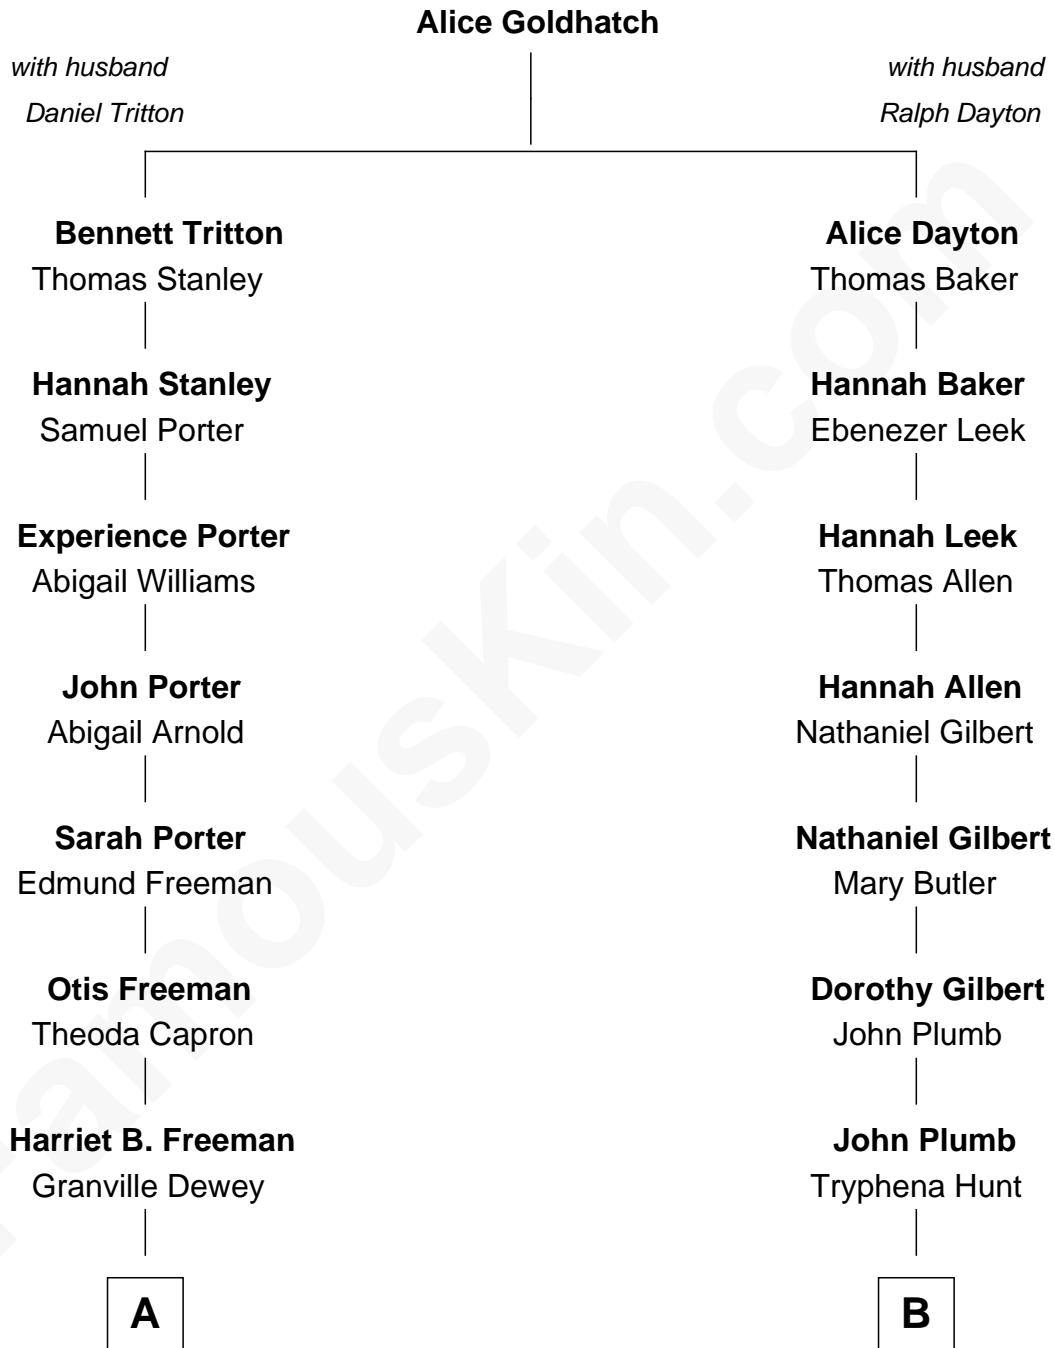 Alice Goldhatch
with husband
Daniel Tritton
with husband
Ralph Dayton
Bennett Tritton
Thomas Stanley
Alice Dayton
Thomas Baker
Hannah Stanley
Samuel Porter
Hannah Baker
Ebenezer Leek
Experience Porter
Abigail Williams
Hannah Leek
Thomas Allen
John Porter
Abigail Arnold
Hannah Allen
Nathaniel Gilbert
Sarah Porter
Edmund Freeman
Nathaniel Gilbert
Mary Butler
Otis Freeman
Theoda Capron
Dorothy Gilbert
John Plumb
Harriet B. Freeman
Granville Dewey
John Plumb
Tryphena Hunt
A
B
FamousKin.com